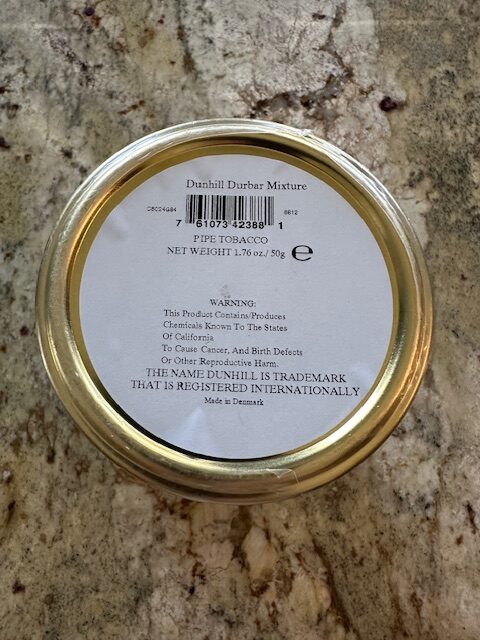 Dunhill Durbar Mixture
08024984 6812
7 61073 42388 1
PIPE TOBACCO
NET WEIGHT 1.76 oz./ 50g e
WARNING:
This Product Contains/Produces
Chemicals Known To The States
Of California
To Cause Cancer, And Birth Defects
Or Other Reproductive Harm.
THE NAME DUNHILL IS TRADEMARK
THAT IS REGISTERED INTERNATIONALLY
Made in Denmark